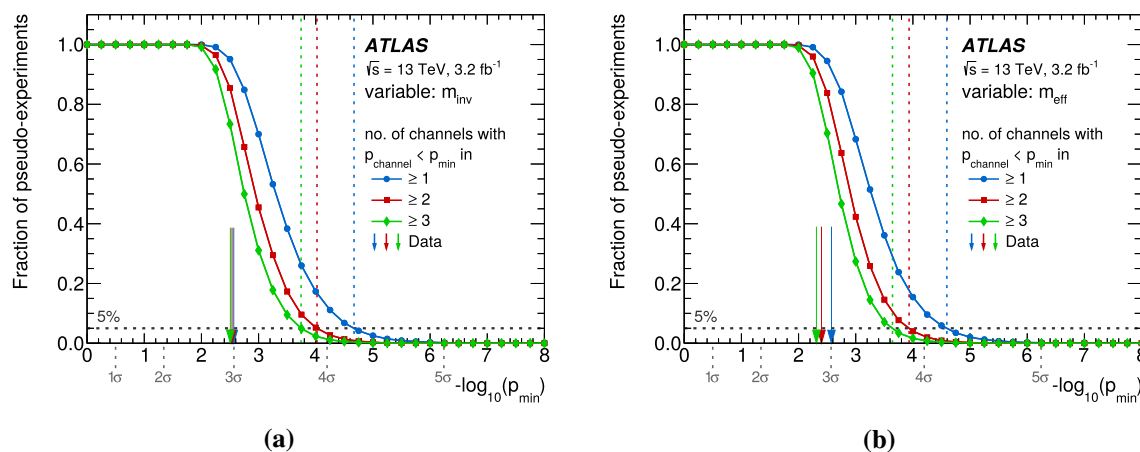 ATLAS
√s = 13 TeV, 3.2 fb⁻¹
variable: m_inv
no. of channels with
p_channel < p_min in
≥ 1
≥ 2
≥ 3
Data
Fraction of pseudo-experiments
1.0
0.8
0.6
0.4
0.2
0.0
5%
0 1 2 3 4 5 6 7 8
1σ 2σ 3σ 4σ 5σ
-log₁₀(p_min)
(a)
ATLAS
√s = 13 TeV, 3.2 fb⁻¹
variable: m_eff
no. of channels with
p_channel < p_min in
≥ 1
≥ 2
≥ 3
Data
Fraction of pseudo-experiments
1.0
0.8
0.6
0.4
0.2
0.0
5%
0 1 2 3 4 5 6 7 8
1σ 2σ 3σ 4σ 5σ
-log₁₀(p_min)
(b)